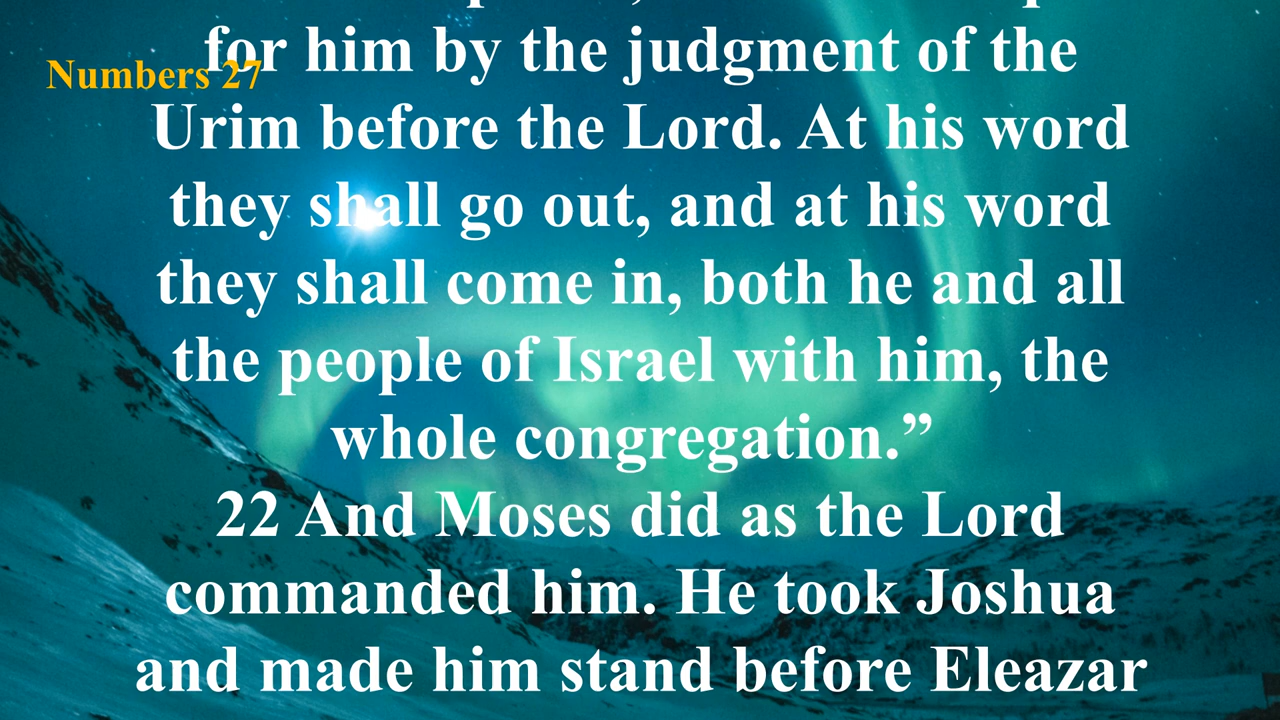 for him by the judgment of the
Numbers 27
Urim before the Lord. At his word
they shall go out, and at his word
they shall come in, both he and all
the people of Israel with him, the
whole congregation.”
22 And Moses did as the Lord
commanded him. He took Joshua
and made him stand before Eleazar